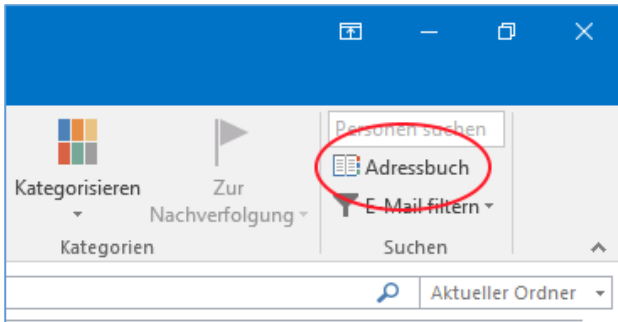 Personen suchen
Adressbuch
E-Mail filtern
Kategorisieren
Zur
Nachverfolgung
Kategorien
Suchen
Aktueller Ordner